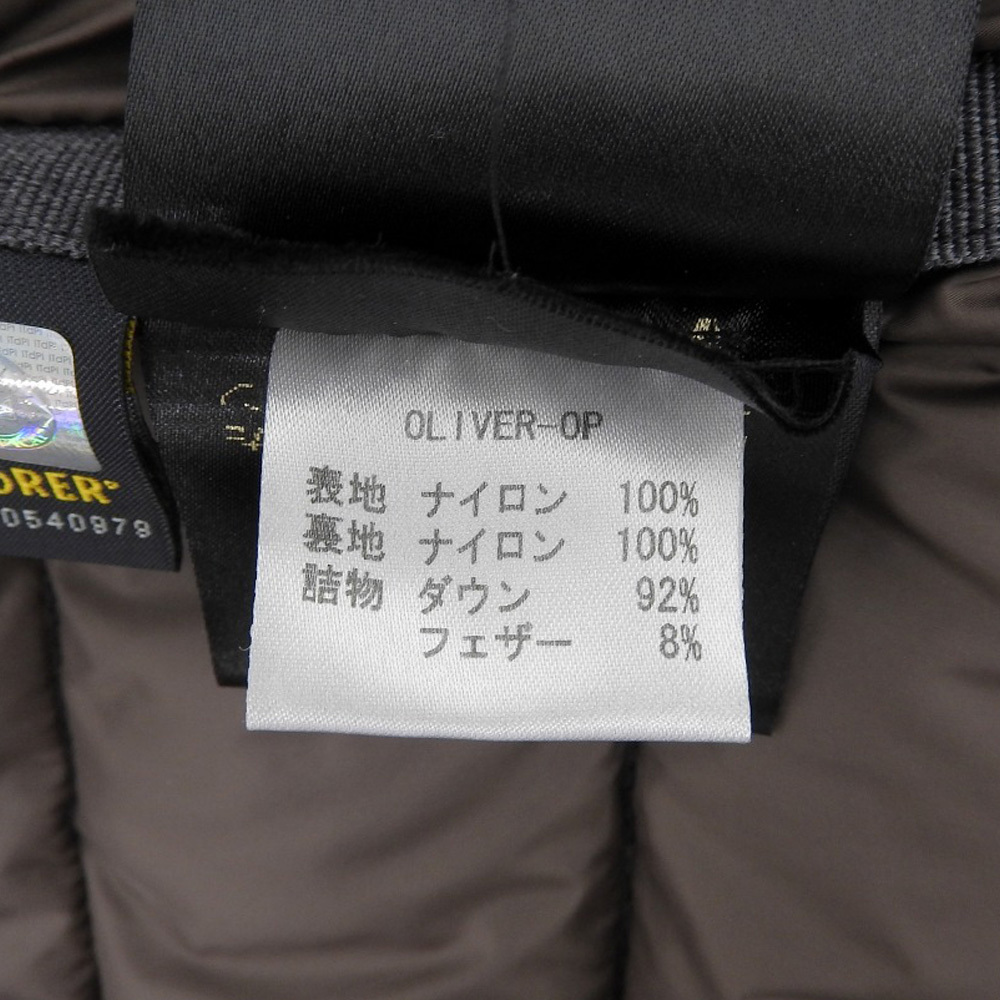 OLIVER-OP
表地 ナイロン 100%
裏地 ナイロン 100%
詰物 ダウン 92%
フェザー 8%
ORER®
0540979